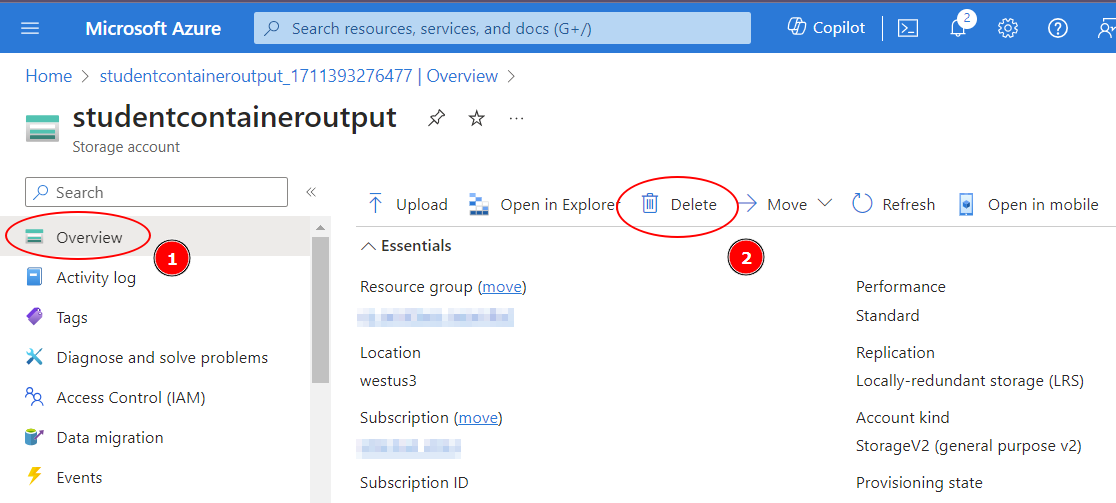 Microsoft Azure Search resources, services, and docs (G+/) Copilot 2
Home > studentcontaineroutput_1711393276477 | Overview >
studentcontaineroutput ...
Storage account
Search «
Upload Open in Explorer Delete Move Refresh Open in mobile
Overview
1
2
Essentials
Activity log
Resource group (move)
Performance
Tags
Standard
Diagnose and solve problems
Location
Replication
westus3
Locally-redundant storage (LRS)
Access Control (IAM)
Subscription (move)
Account kind
Data migration
StorageV2 (general purpose v2)
Events
Subscription ID
Provisioning state